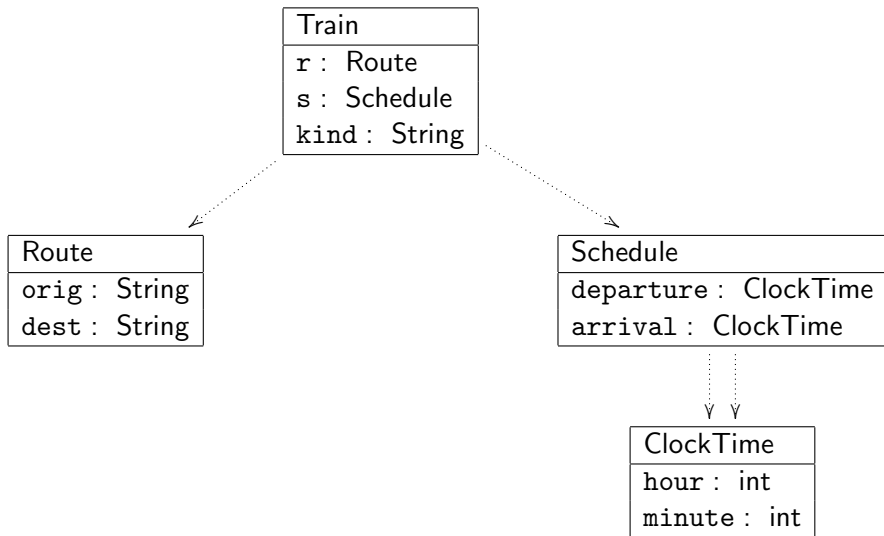 Train
r : Route
s : Schedule
kind : String
Route
orig : String
dest : String
Schedule
departure : ClockTime
arrival : ClockTime
ClockTime
hour : int
minute : int